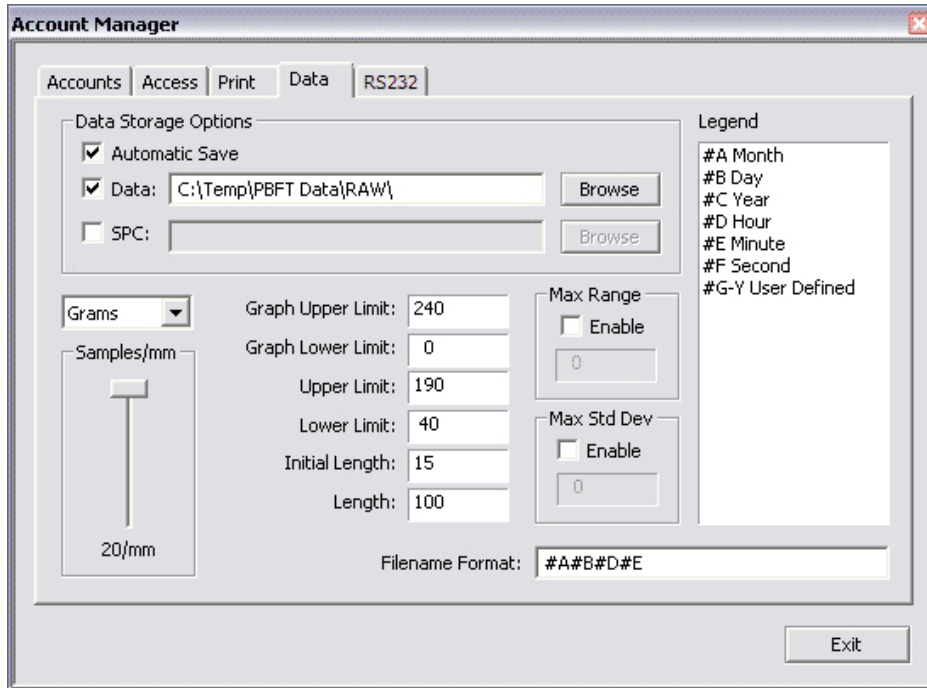 Account Manager
Accounts Access Print Data RS232
Data Storage Options
Automatic Save
Data: C:\Temp\PBFT Data\RAW\ Browse
SPC: Browse
Legend
#A Month
#B Day
#C Year
#D Hour
#E Minute
#F Second
#G-Y User Defined
Grams
Samples/mm
20/mm
Graph Upper Limit: 240
Graph Lower Limit: 0
Upper Limit: 190
Lower Limit: 40
Initial Length: 15
Length: 100
Max Range
Enable
0
Max Std Dev
Enable
0
Filename Format: #A#B#D#E
Exit